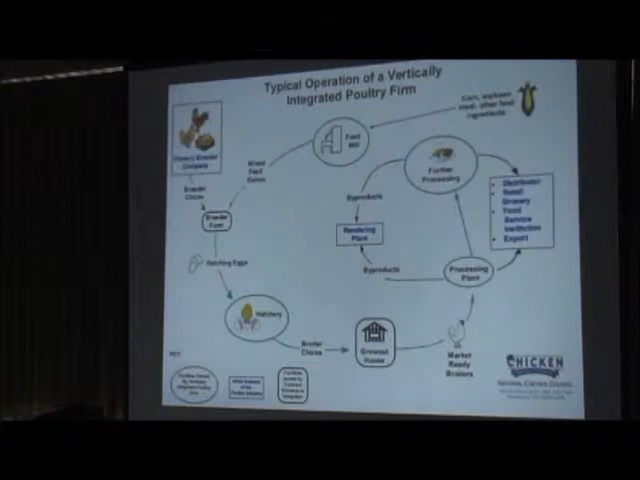 Typical Operation of a Vertically
Integrated Poultry Firm
Corn, soybean
meal, other feed
ingredients
Feed
Mill
Primary Breeder
Company
Mixed
Feed
Further
Processing
Distributor
Retail
Grocery
Food
Service
Institution
Export
Breeder
Chicks
Byproducts
Breeder
Farm
Rendering
Plant
Hatching Eggs
Byproducts
Processing
Plant
Hatchery
Broiler
Chicks
Growout
House
Market
Ready
Broilers
KEY
CHICKEN
NATIONAL CHICKEN COUNCIL